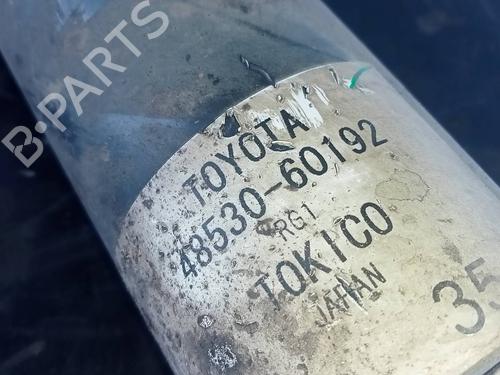 B-PARTS
TOYOTA
48530-60192
RG1
TOKICO
JAPAN
35